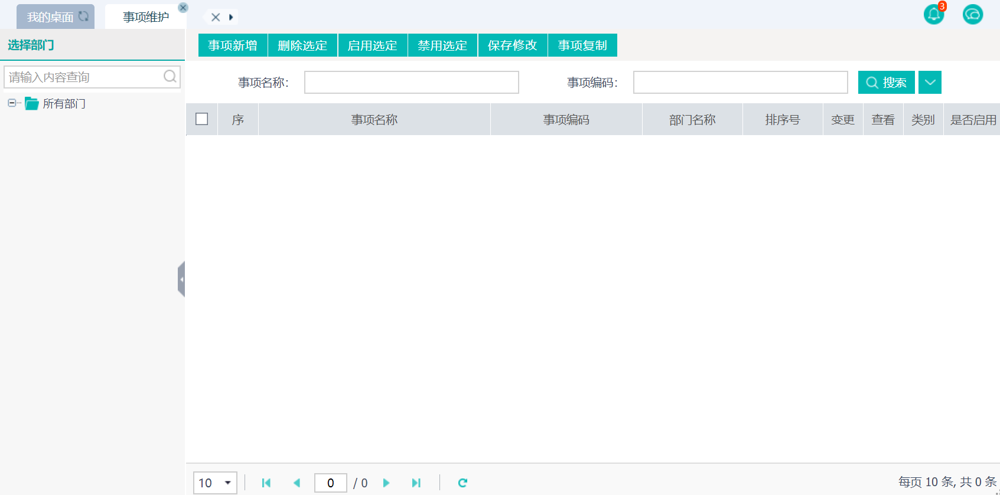 我的桌面 事项维护 3
选择部门
事项新增 删除选定 启用选定 禁用选定 保存修改 事项复制
请输入内容查询
事项名称： 事项编码： 搜索
所有部门
序 事项名称 事项编码 部门名称 排序号 变更 查看 类别 是否启用
10 0 / 0 每页 10 条, 共 0 条